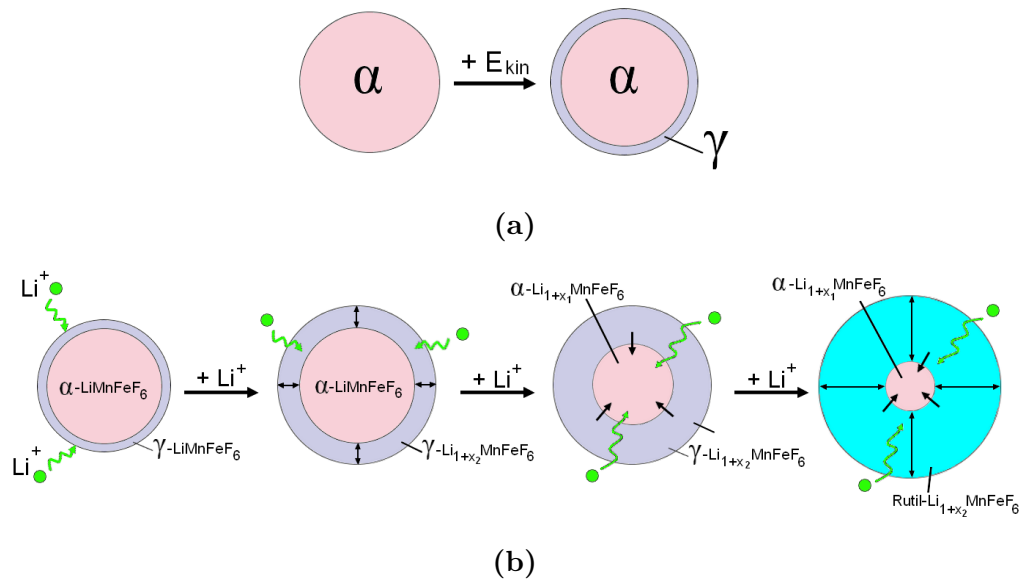 α
+ Eₖᵢₙ
α
γ
(a)
Li⁺
α-LiMnFeF₆
γ-LiMnFeF₆
Li⁺
+ Li⁺
α-LiMnFeF₆
γ-Li₁₊ₓ₂MnFeF₆
+ Li⁺
α-Li₁₊ₓ₁MnFeF₆
γ-Li₁₊ₓ₂MnFeF₆
+ Li⁺
α-Li₁₊ₓ₁MnFeF₆
Rutil-Li₁₊ₓ₂MnFeF₆
(b)